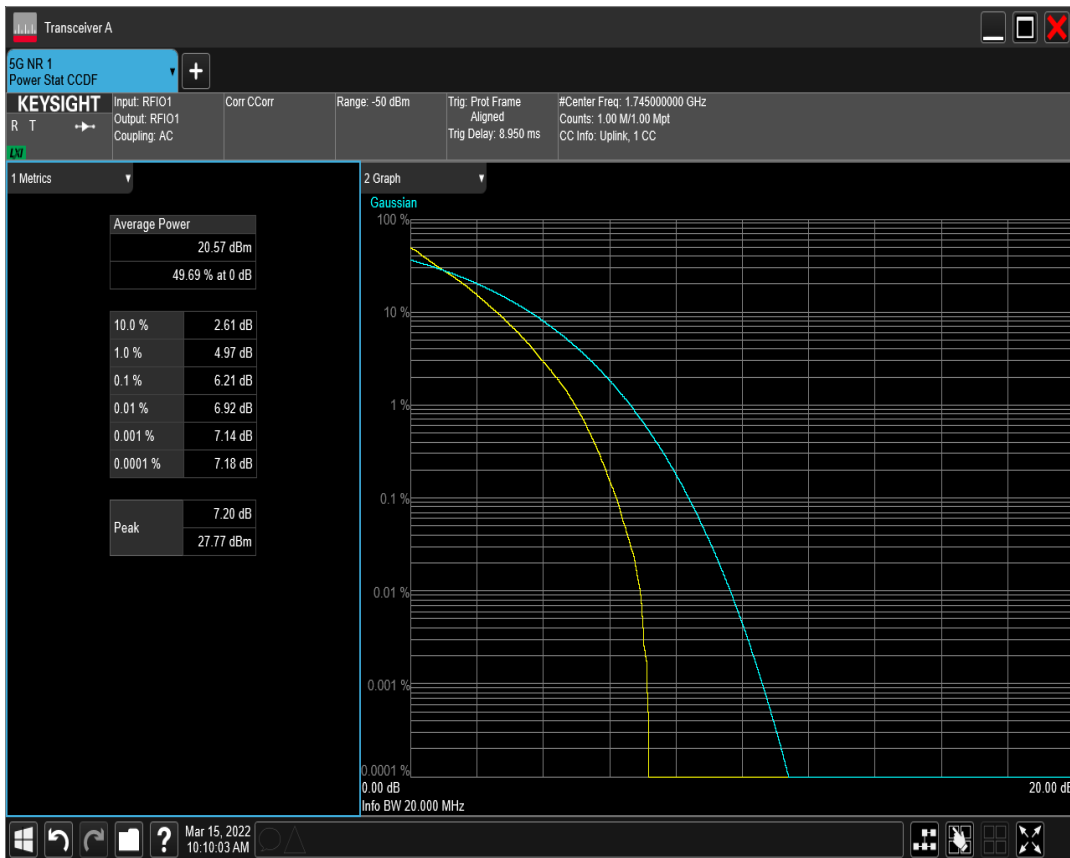 Transceiver A
5G NR 1
Power Stat CCDF
KEYSIGHT
R T
LXI
Input: RFIO1
Output: RFIO1
Coupling: AC
Corr CCorr
Range: -50 dBm
Trig: Prot Frame
Aligned
Trig Delay: 8.950 ms
#Center Freq: 1.745000000 GHz
Counts: 1.00 M/1.00 Mpt
CC Info: Uplink, 1 CC
1 Metrics
Average Power
20.57 dBm
49.69 % at 0 dB
10.0 % 2.61 dB
1.0 % 4.97 dB
0.1 % 6.21 dB
0.01 % 6.92 dB
0.001 % 7.14 dB
0.0001 % 7.18 dB
Peak
7.20 dB
27.77 dBm
2 Graph
Gaussian
100 %
10 %
1 %
0.1 %
0.01 %
0.001 %
0.0001 %
0.00 dB 20.00 dB
Info BW 20.000 MHz
?
Mar 15, 2022
10:10:03 AM